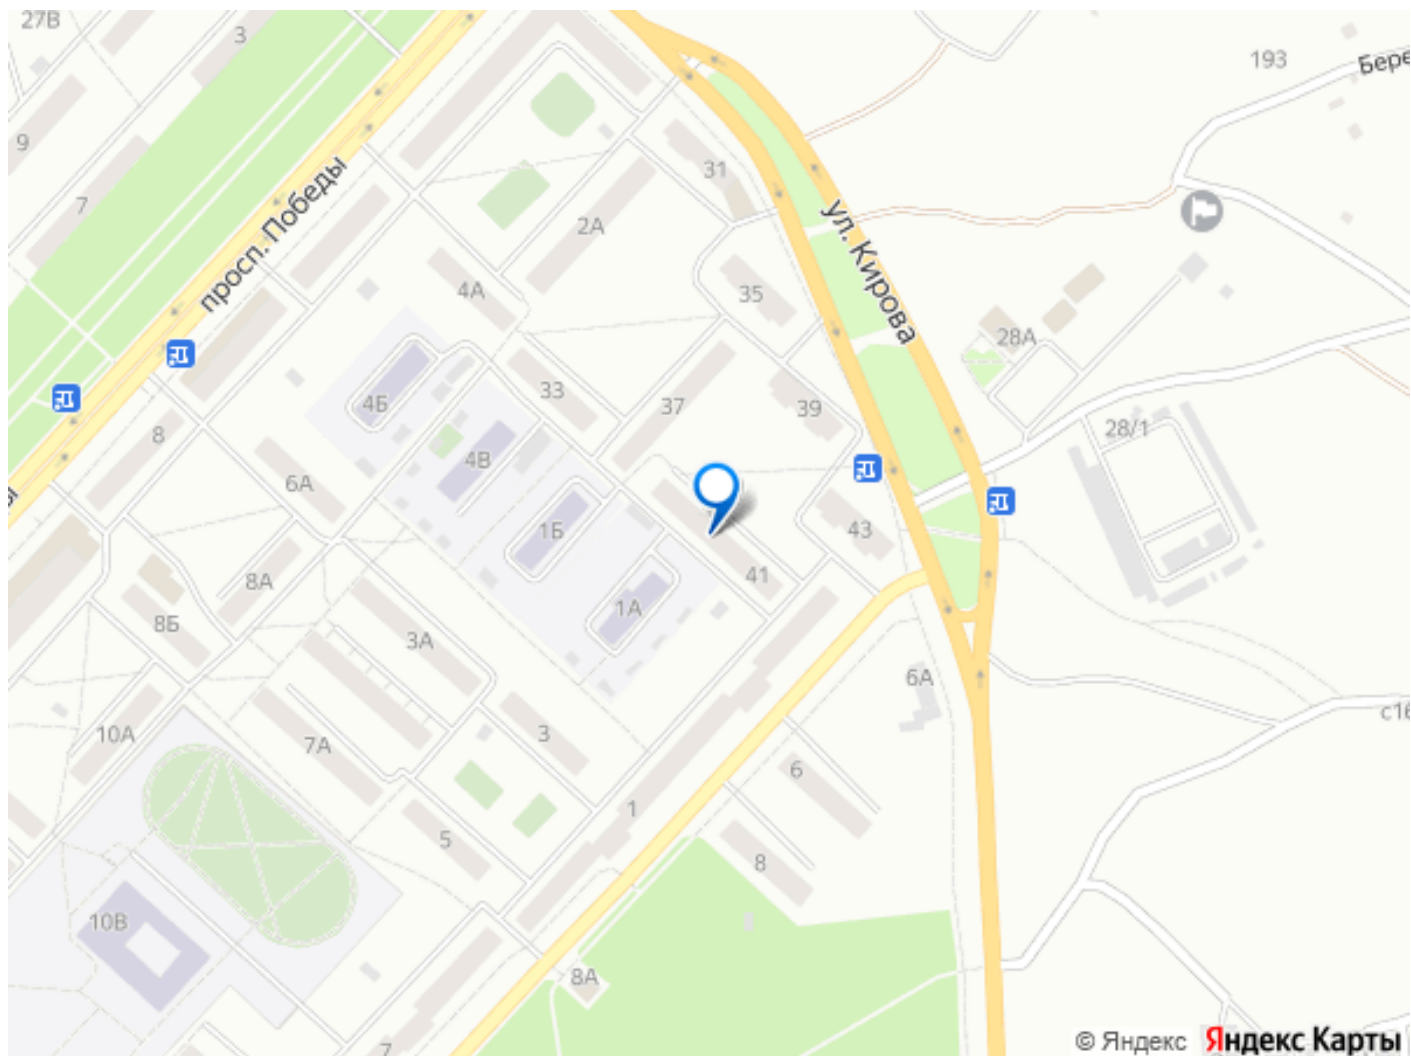 27В
3
193
Бере
9
31
7
просп. Победы
2А
ул. Кирова
4А
35
28А
4Б
33
37
39
28/1
8
4В
6А
ы
1Б
43
8А
41
1А
8Б
3А
6А
10А
7А
3
с16
6
1
5
8
10В
8А
7
© Яндекс Яндекс Карты